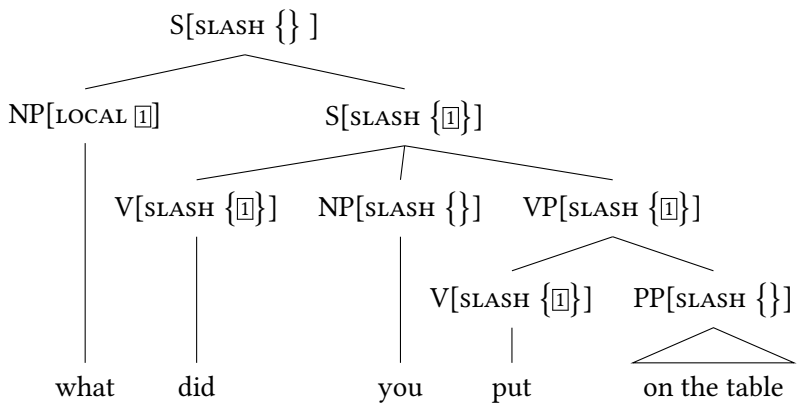 S[SLASH {} ]
NP[LOCAL 1] S[SLASH {1}]
V[SLASH {1}] NP[SLASH {}] VP[SLASH {1}]
V[SLASH {1}] PP[SLASH {}]
what did you put on the table